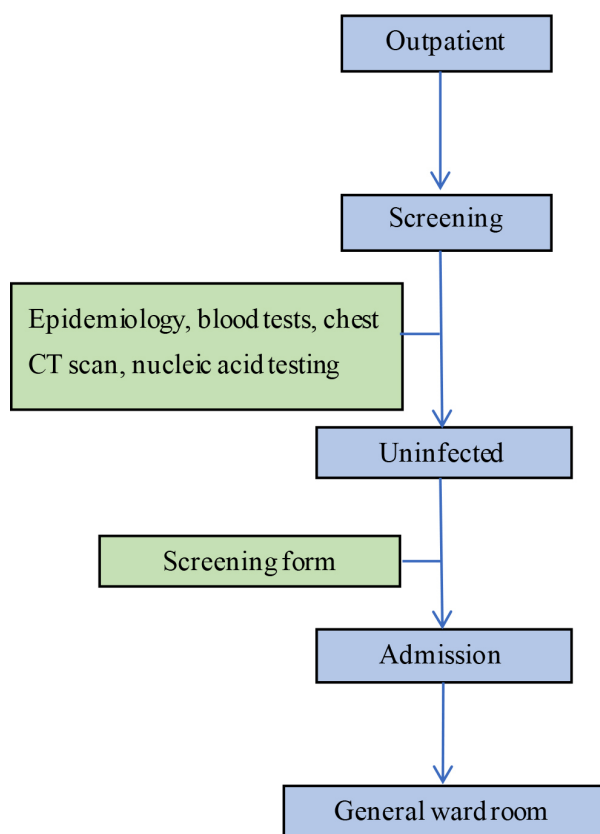 Outpatient
Screening
Epidemiology, blood tests, chest
CT scan, nucleic acid testing
Uninfected
Screening form
Admission
General ward room